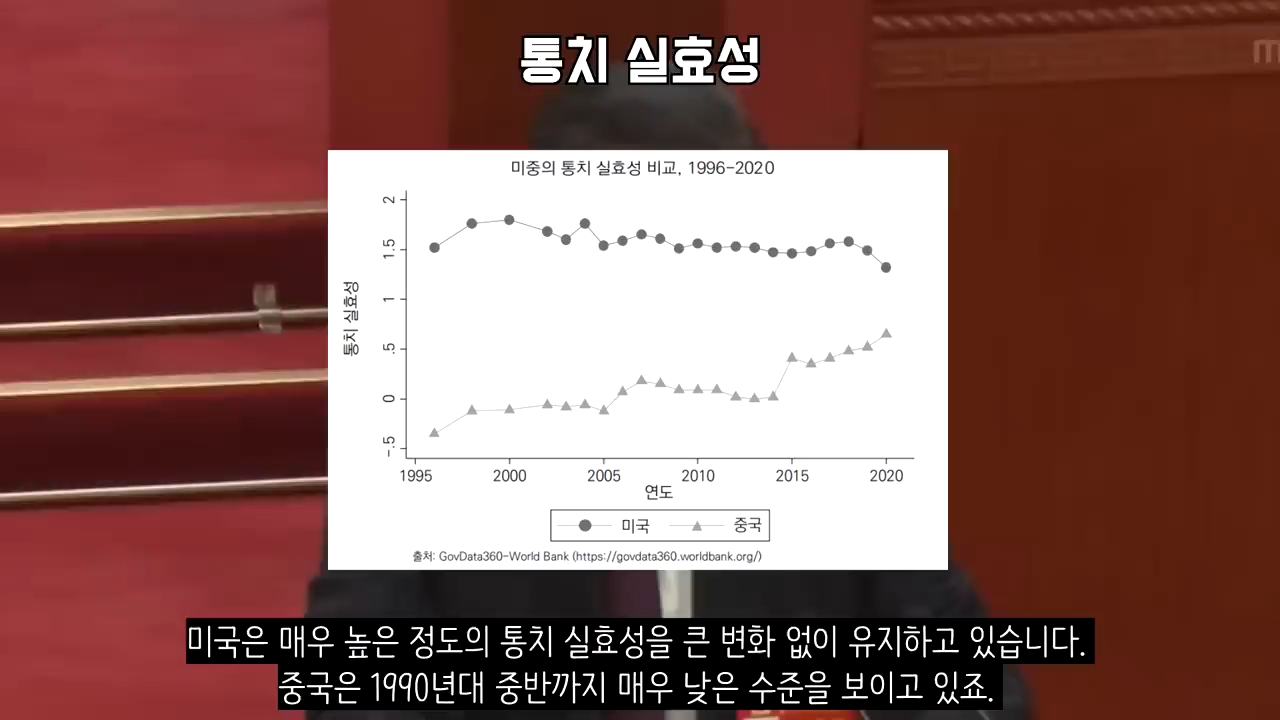 통치 실효성
미중의 통치 실효성 비교, 1996-2020
통치 실효성
2
1.5
1
.5
0
-.5
1995 2000 2005 2010 2015 2020
연도
미국 중국
출처: GovData360-World Bank (https://govdata360.worldbank.org/)
미국은 매우 높은 정도의 통치 실효성을 큰 변화 없이 유지하고 있습니다.
중국은 1990년대 중반까지 매우 낮은 수준을 보이고 있죠.